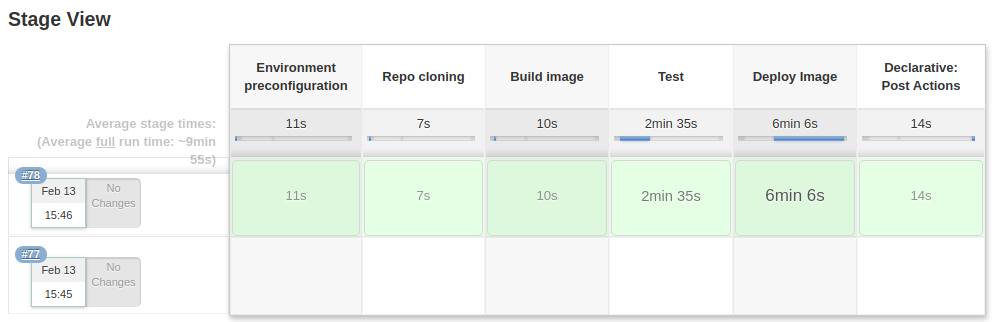 Stage View
Environment
preconfiguration
Repo cloning
Build image
Test
Deploy Image
Declarative:
Post Actions
Average stage times:
(Average full run time: ~9min
55s)
11s
7s
10s
2min 35s
6min 6s
14s
#78
Feb 13
15:46
No
Changes
11s
7s
10s
2min 35s
6min 6s
14s
#77
Feb 13
15:45
No
Changes